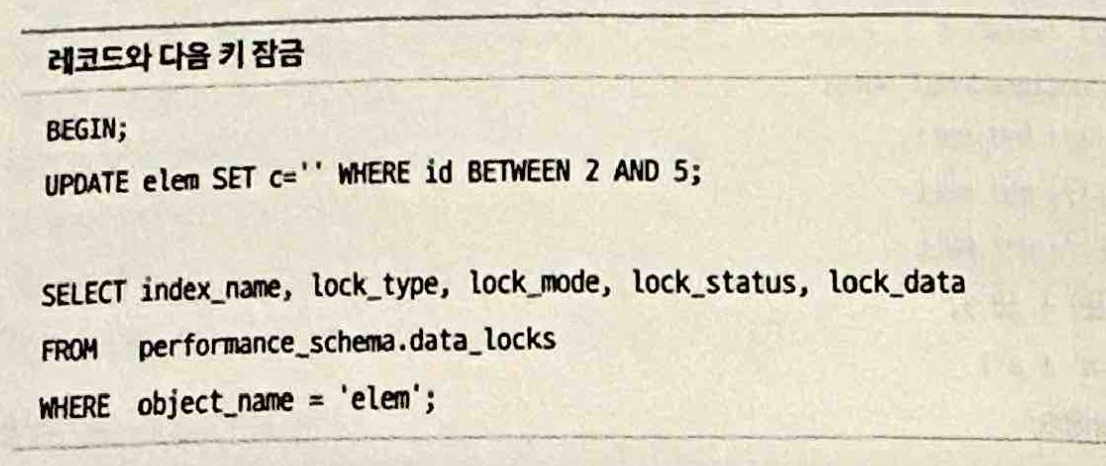 레코드와 다음 키 잠금
BEGIN;
UPDATE elem SET c='' WHERE id BETWEEN 2 AND 5;
SELECT index_name, lock_type, lock_mode, lock_status, lock_data
FROM performance_schema.data_locks
WHERE object_name = 'elem';